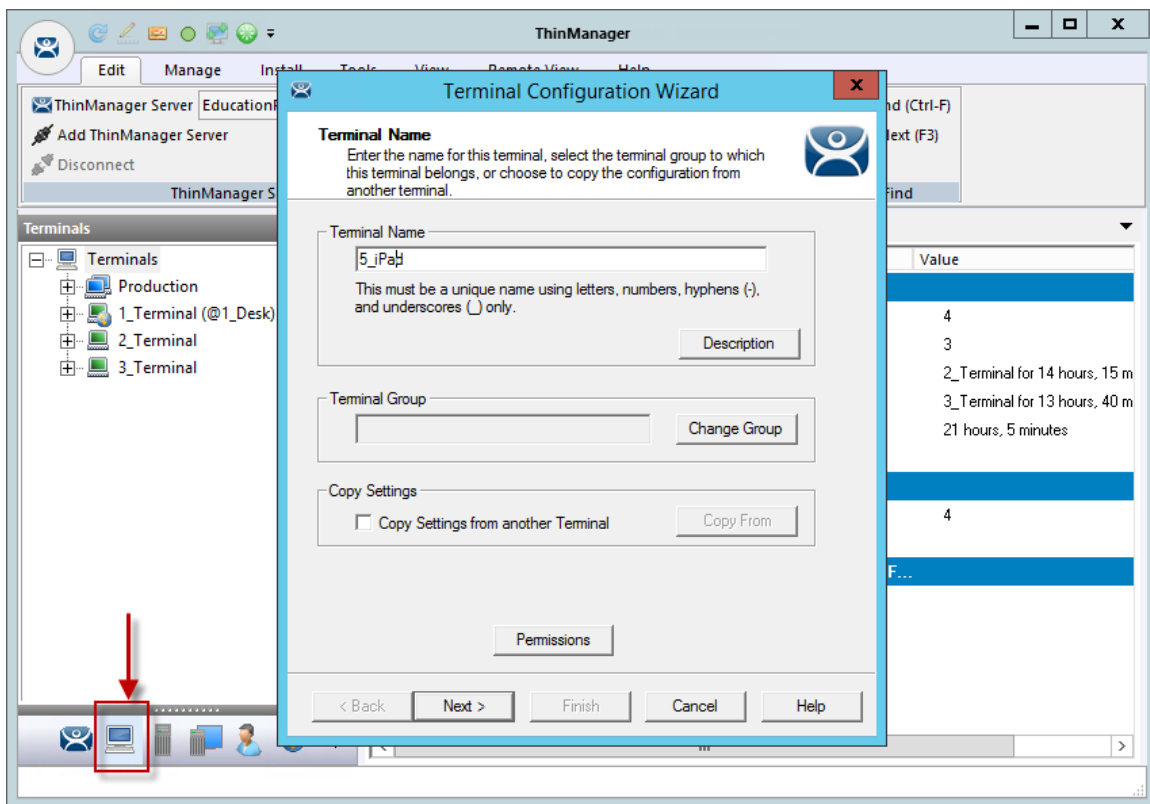 ThinManager
Edit Manage
ThinManager Server
Add ThinManager Server
Disconnect
ThinManager S
Terminals
Terminals
Production
1_Terminal (@1_Desk)
2_Terminal
3_Terminal
Terminal Configuration Wizard
Terminal Name
Enter the name for this terminal, select the terminal group to which
this terminal belongs, or choose to copy the configuration from
another terminal.
Terminal Name
5_iPad
This must be a unique name using letters, numbers, hyphens (-),
and underscores (_) only.
Description
Terminal Group
Change Group
Copy Settings
Copy Settings from another Terminal
Copy From
Permissions
< Back Next > Finish Cancel Help
(Ctrl-F)
(F3)
Value
4
3
2_Terminal for 14 hours, 15 m
3_Terminal for 13 hours, 40 m
21 hours, 5 minutes
4
F...